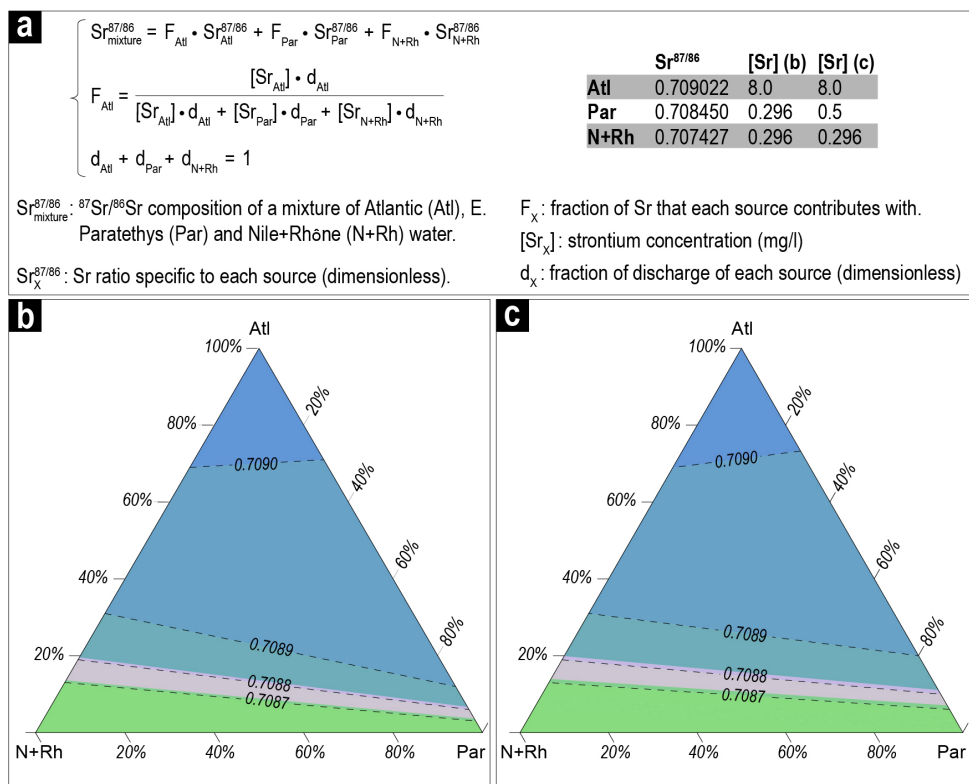 a
Sr87/86mixture = FAtl • Sr87/86Atl + FPar • Sr87/86Par + FN+Rh • Sr87/86N+Rh
FAtl = [SrAtl] • dAtl
[SrAtl] • dAtl + [SrPar] • dPar + [SrN+Rh] • dN+Rh
dAtl + dPar + dN+Rh = 1
Sr87/86 [Sr] (b) [Sr] (c)
Atl 0.709022 8.0 8.0
Par 0.708450 0.296 0.5
N+Rh 0.707427 0.296 0.296
Sr87/86mixture: 87Sr/86Sr composition of a mixture of Atlantic (Atl), E.
Paratethys (Par) and Nile+Rhône (N+Rh) water.
Sr87/86X: Sr ratio specific to each source (dimensionless).
FX: fraction of Sr that each source contributes with.
[SrX]: strontium concentration (mg/l)
dX: fraction of discharge of each source (dimensionless)
b
Atl
100%
20%
80%
0.7090
40%
60%
60%
40%
0.7089
80%
20%
0.7088
0.7087
N+Rh 20% 40% 60% 80% Par
c
Atl
100%
20%
80%
0.7090
40%
60%
60%
40%
0.7089
80%
20%
0.7088
0.7087
N+Rh 20% 40% 60% 80% Par